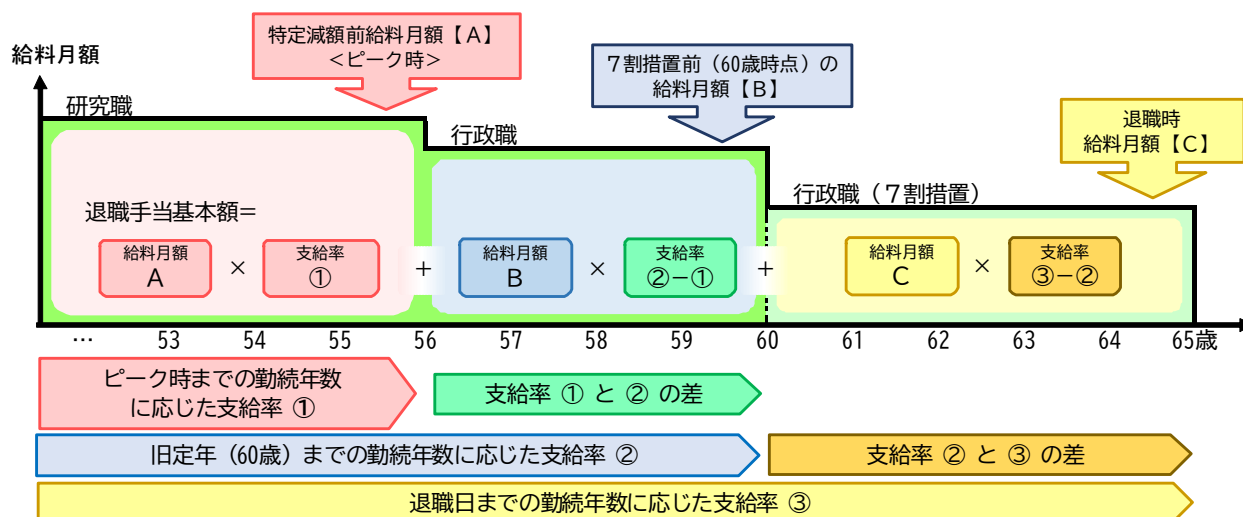 特定減額前給料月額【A】
<ピーク時>
給料月額
7割措置前（60歳時点）の
給料月額【B】
退職時
給料月額【C】
研究職
行政職
行政職（7割措置）
退職手当基本額＝
給料月額
A
×
支給率
①
+
給料月額
B
×
支給率
②－①
+
給料月額
C
×
支給率
③－②
… 53 54 55 56 57 58 59 60 61 62 63 64 65歳
ピーク時までの勤続年数
に応じた支給率 ①
支給率 ① と ② の差
旧定年（60歳）までの勤続年数に応じた支給率 ②
支給率 ② と ③ の差
退職日までの勤続年数に応じた支給率 ③